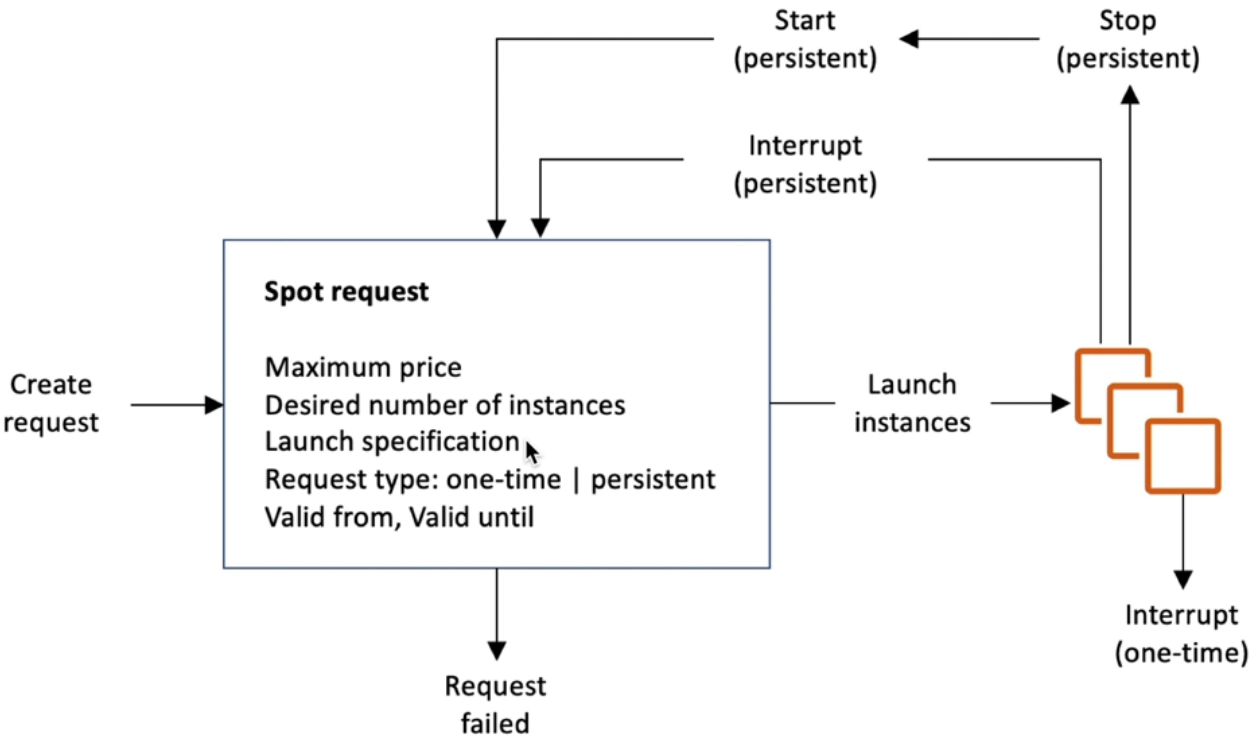 Start
(persistent)
Stop
(persistent)
Interrupt
(persistent)
Spot request
Maximum price
Desired number of instances
Launch specification
Request type: one-time | persistent
Valid from, Valid until
Create
request
Launch
instances
Interrupt
(one-time)
Request
failed